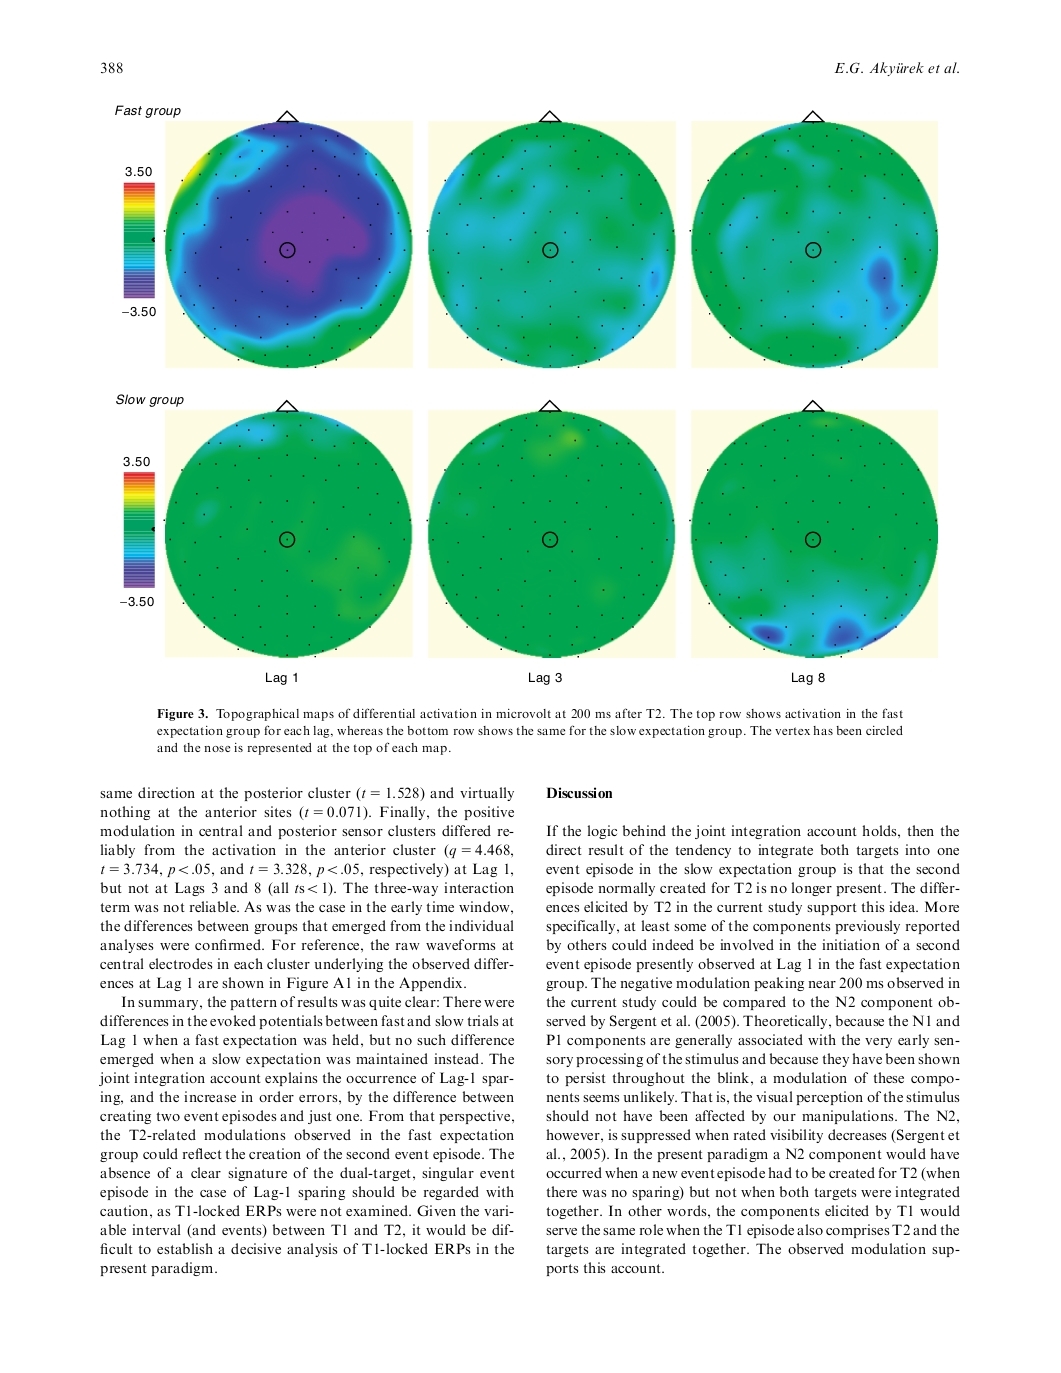 388
E.G. Akyürek et al.
Fast group
3.50
−3.50
Slow group
3.50
−3.50
Lag 1
Lag 3
Lag 8
Figure 3. Topographical maps of differential activation in microvolt at 200 ms after T2. The top row shows activation in the fast
expectation group for each lag, whereas the bottom row shows the same for the slow expectation group. The vertex has been circled
and the nose is represented at the top of each map.
same direction at the posterior cluster (t = 1.528) and virtually
nothing at the anterior sites (t = 0.071). Finally, the positive
modulation in central and posterior sensor clusters differed re-
liably from the activation in the anterior cluster (q = 4.468,
t = 3.734, p < .05, and t = 3.328, p < .05, respectively) at Lag 1,
but not at Lags 3 and 8 (all ts < 1). The three-way interaction
term was not reliable. As was the case in the early time window,
the differences between groups that emerged from the individual
analyses were confirmed. For reference, the raw waveforms at
central electrodes in each cluster underlying the observed differ-
ences at Lag 1 are shown in Figure A1 in the Appendix.
In summary, the pattern of results was quite clear: There were
differences in the evoked potentials between fast and slow trials at
Lag 1 when a fast expectation was held, but no such difference
emerged when a slow expectation was maintained instead. The
joint integration account explains the occurrence of Lag-1 spar-
ing, and the increase in order errors, by the difference between
creating two event episodes and just one. From that perspective,
the T2-related modulations observed in the fast expectation
group could reflect the creation of the second event episode. The
absence of a clear signature of the dual-target, singular event
episode in the case of Lag-1 sparing should be regarded with
caution, as T1-locked ERPs were not examined. Given the vari-
able interval (and events) between T1 and T2, it would be dif-
ficult to establish a decisive analysis of T1-locked ERPs in the
present paradigm.
Discussion
If the logic behind the joint integration account holds, then the
direct result of the tendency to integrate both targets into one
event episode in the slow expectation group is that the second
episode normally created for T2 is no longer present. The differ-
ences elicited by T2 in the current study support this idea. More
specifically, at least some of the components previously reported
by others could indeed be involved in the initiation of a second
event episode presently observed at Lag 1 in the fast expectation
group. The negative modulation peaking near 200 ms observed in
the current study could be compared to the N2 component ob-
served by Sergent et al. (2005). Theoretically, because the N1 and
P1 components are generally associated with the very early sen-
sory processing of the stimulus and because they have been shown
to persist throughout the blink, a modulation of these compo-
nents seems unlikely. That is, the visual perception of the stimulus
should not have been affected by our manipulations. The N2,
however, is suppressed when rated visibility decreases (Sergent et
al., 2005). In the present paradigm a N2 component would have
occurred when a new event episode had to be created for T2 (when
there was no sparing) but not when both targets were integrated
together. In other words, the components elicited by T1 would
serve the same role when the T1 episode also comprises T2 and the
targets are integrated together. The observed modulation sup-
ports this account.